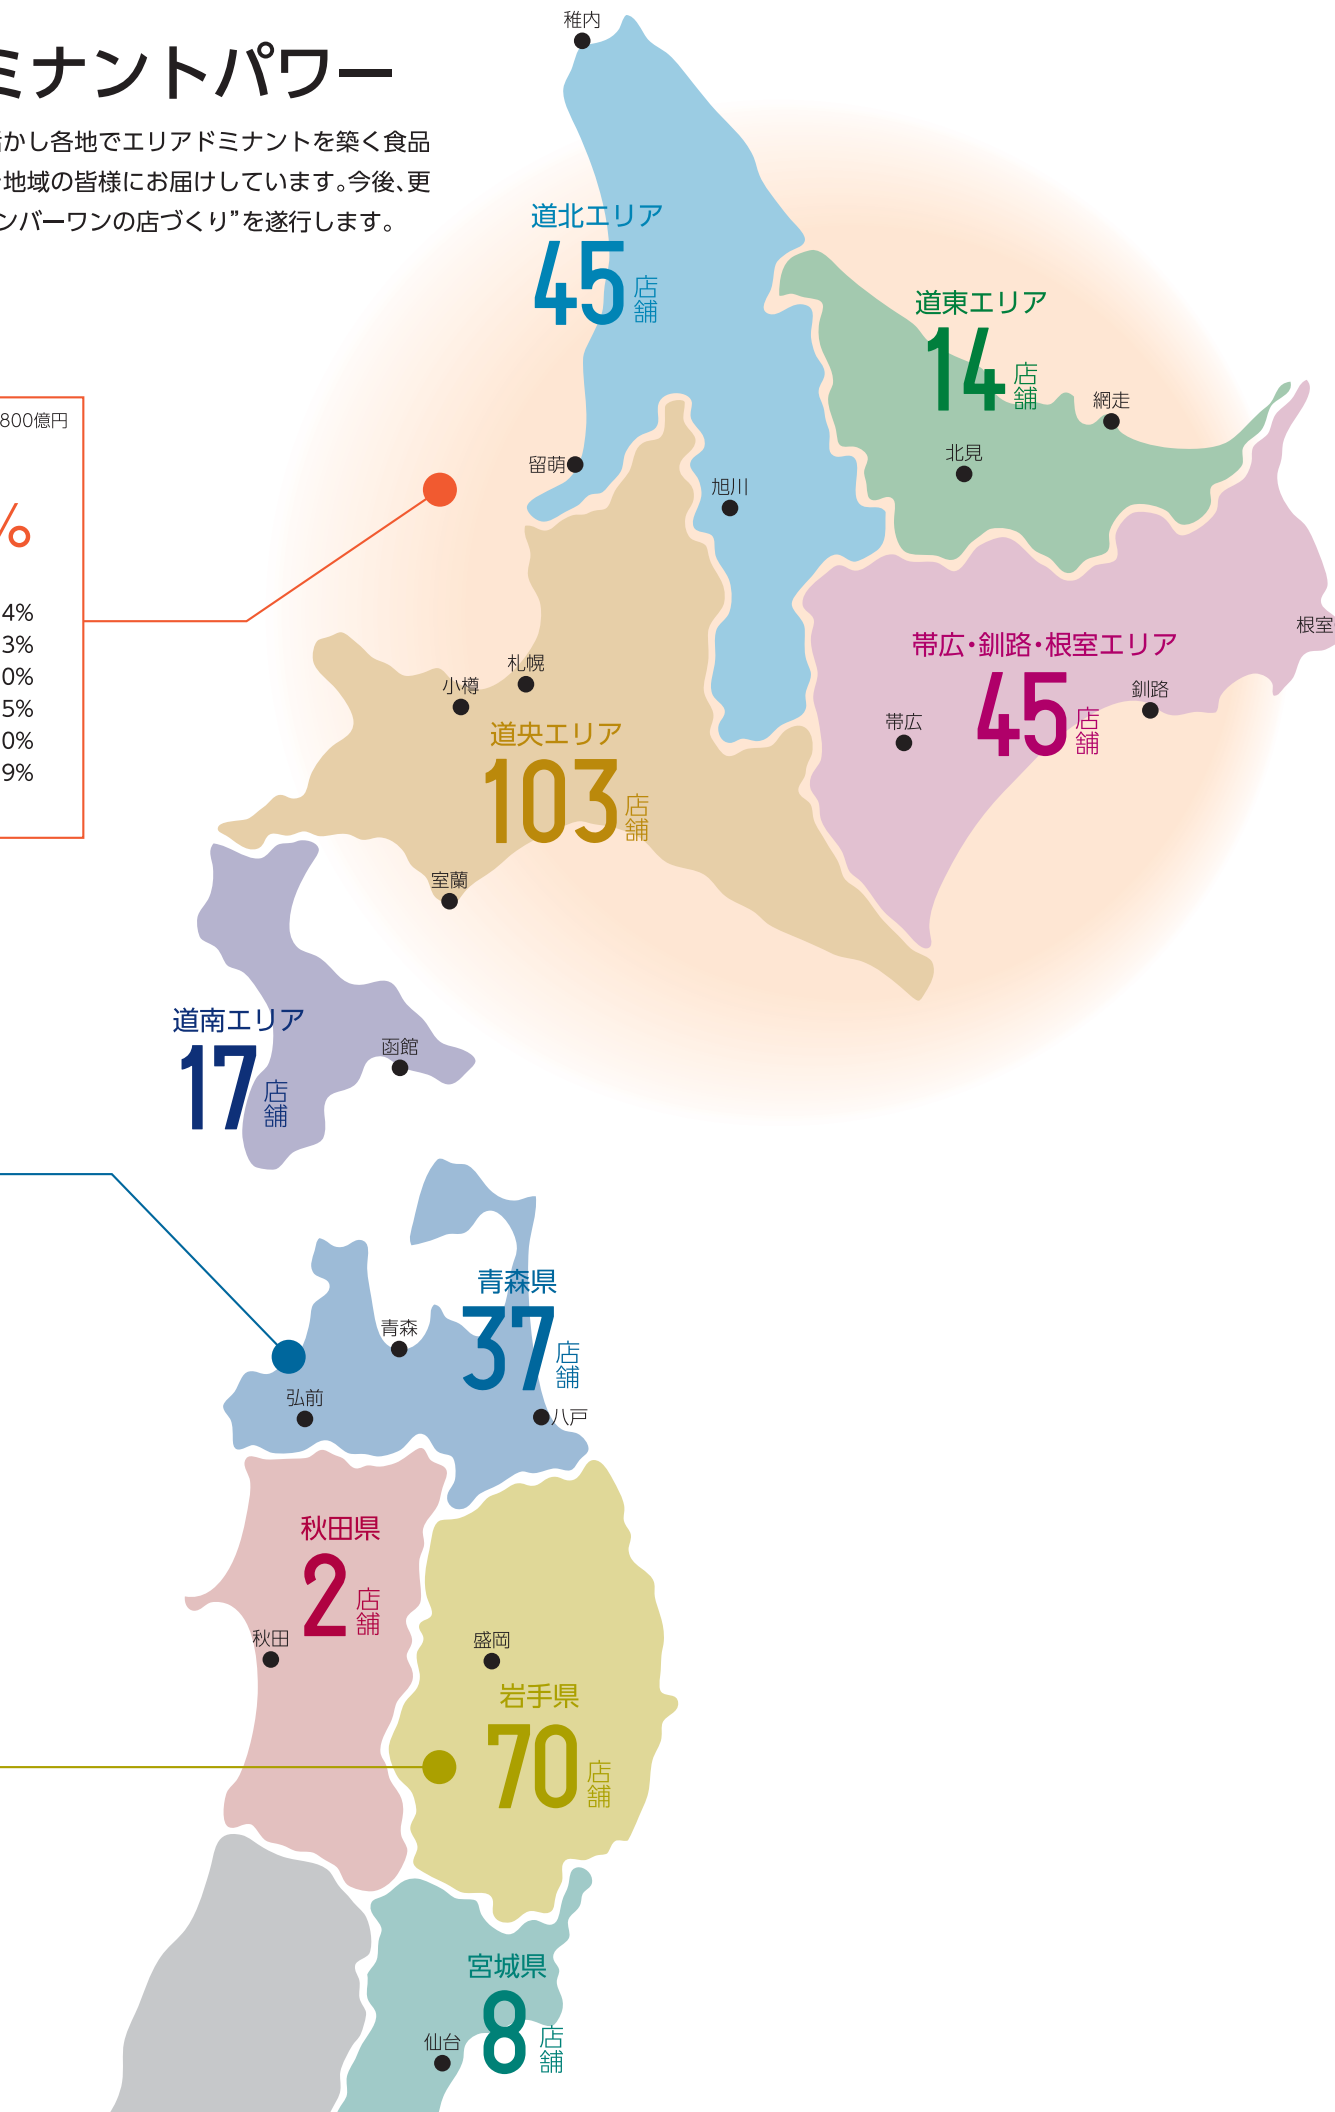 ミナントパワー
かし各地でエリアドミナントを築く食品
地域の皆様にお届けしています。今後、更
ンバーワンの店づくり”を遂行します。
800億円
%
4%
3%
0%
5%
0%
9%
稚内
道北エリア
45店舗
道東エリア
14店舗
網走
北見
留萌
旭川
根室
帯広・釧路・根室エリア
45店舗
釧路
帯広
札幌
小樽
道央エリア
103店舗
室蘭
道南エリア
17店舗
函館
青森県
37店舗
青森
弘前
八戸
秋田県
2店舗
秋田
盛岡
岩手県
70店舗
宮城県
8店舗
仙台